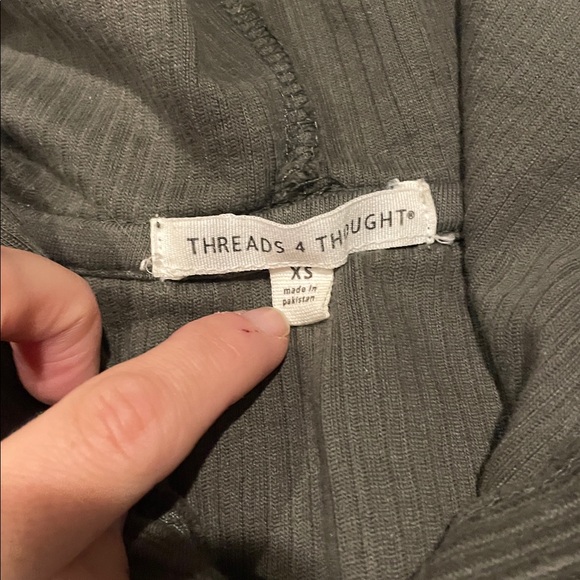 THREADS 4 THOUGHT®
XS
made in
pakistan